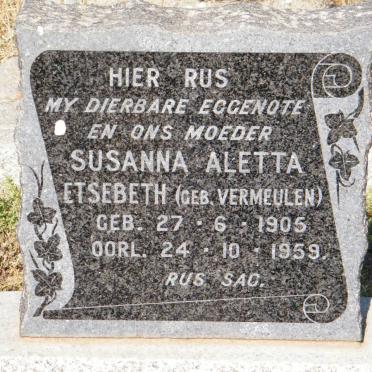 HIER RUS
MY DIERBARE EGGENOTE
EN ONS MOEDER
SUSANNA ALETTA
ETSEBETH (GEB. VERMEULEN)
GEB. 27 · 6 · 1905
OORL. 24 · 10 · 1959.
RUS SAG.